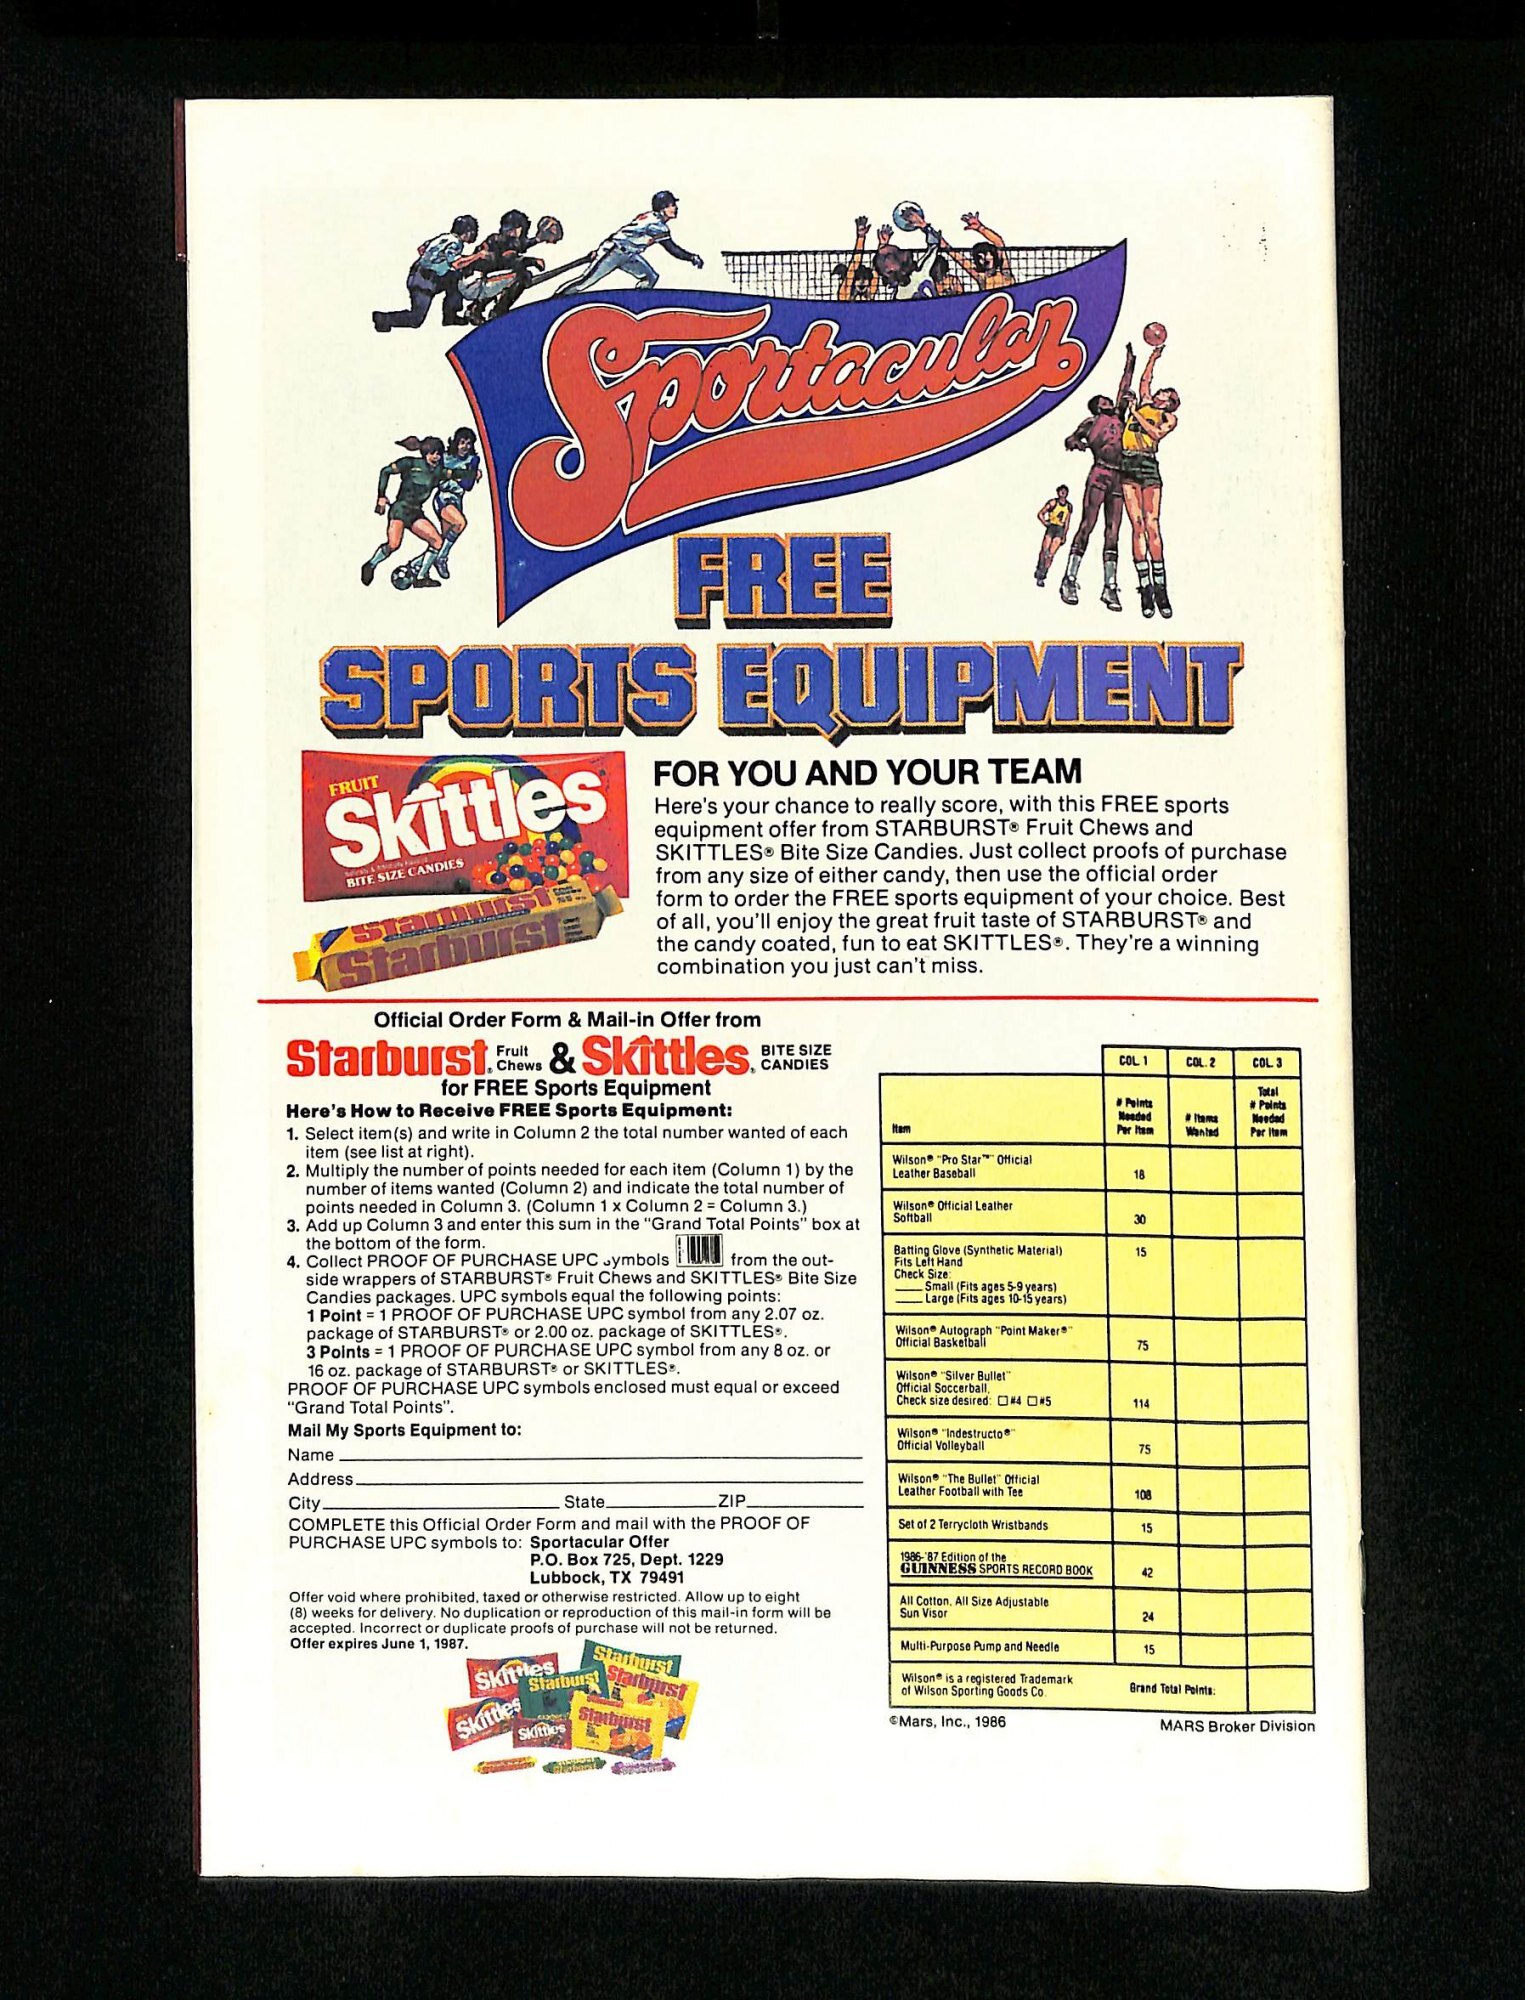 Sportacular
FREE
SPORTS EQUIPMENT
FRUIT
Skittles
BITE SIZE CANDIES
Starburst
Starburst
FOR YOU AND YOUR TEAM
Here's your chance to really score, with this FREE sports
equipment offer from STARBURST® Fruit Chews and
SKITTLES® Bite Size Candies. Just collect proofs of purchase
from any size of either candy, then use the official order
form to order the FREE sports equipment of your choice. Best
of all, you'll enjoy the great fruit taste of STARBURST® and
the candy coated, fun to eat SKITTLES®. They're a winning
combination you just can't miss.
Official Order Form & Mail-in Offer from
Starburst® Fruit Chews & Skittles® BITE SIZE CANDIES
for FREE Sports Equipment
Here's How to Receive FREE Sports Equipment:
1. Select item(s) and write in Column 2 the total number wanted of each
item (see list at right).
2. Multiply the number of points needed for each item (Column 1) by the
number of items wanted (Column 2) and indicate the total number of
points needed in Column 3. (Column 1 x Column 2 = Column 3.)
3. Add up Column 3 and enter this sum in the "Grand Total Points" box at
the bottom of the form.
4. Collect PROOF OF PURCHASE UPC symbols from the out-
side wrappers of STARBURST® Fruit Chews and SKITTLES® Bite Size
Candies packages. UPC symbols equal the following points:
1 Point = 1 PROOF OF PURCHASE UPC symbol from any 2.07 oz.
package of STARBURST® or 2.00 oz. package of SKITTLES®.
3 Points = 1 PROOF OF PURCHASE UPC symbol from any 8 oz. or
16 oz. package of STARBURST® or SKITTLES®.
PROOF OF PURCHASE UPC symbols enclosed must equal or exceed
"Grand Total Points".
Mail My Sports Equipment to:
Name
Address
City State ZIP
COMPLETE this Official Order Form and mail with the PROOF OF
PURCHASE UPC symbols to: Sportacular Offer
P.O. Box 725, Dept. 1229
Lubbock, TX 79491
Offer void where prohibited, taxed or otherwise restricted. Allow up to eight
(8) weeks for delivery. No duplication or reproduction of this mail-in form will be
accepted. Incorrect or duplicate proofs of purchase will not be returned.
Offer expires June 1, 1987.
Skittles
Starburst
Starburst
Starburst
Skittles
Skittles
Starburst
COL. 1 COL. 2 COL. 3
Item
# Points Needed Per Item
# Items Wanted
Total # Points Needed Per Item
Wilson® "Pro Star™" Official
Leather Baseball 18
Wilson® Official Leather
Softball 30
Batting Glove (Synthetic Material) 15
Fits Left Hand
Check Size:
Small (Fits ages 5-9 years)
Large (Fits ages 10-15 years)
Wilson® Autograph "Point Maker®"
Official Basketball 75
Wilson® "Silver Bullet"
Official Soccerball,
Check size desired: ☐ #4 ☐ #5 114
Wilson® "Indestructo®"
Official Volleyball 75
Wilson® "The Bullet" Official
Leather Football with Tee 108
Set of 2 Terrycloth Wristbands 15
1986-'87 Edition of the
GUINNESS SPORTS RECORD BOOK 42
All Cotton, All Size Adjustable
Sun Visor 24
Multi-Purpose Pump and Needle 15
Wilson® is a registered Trademark
of Wilson Sporting Goods Co.
Grand Total Points:
©Mars, Inc., 1986
MARS Broker Division